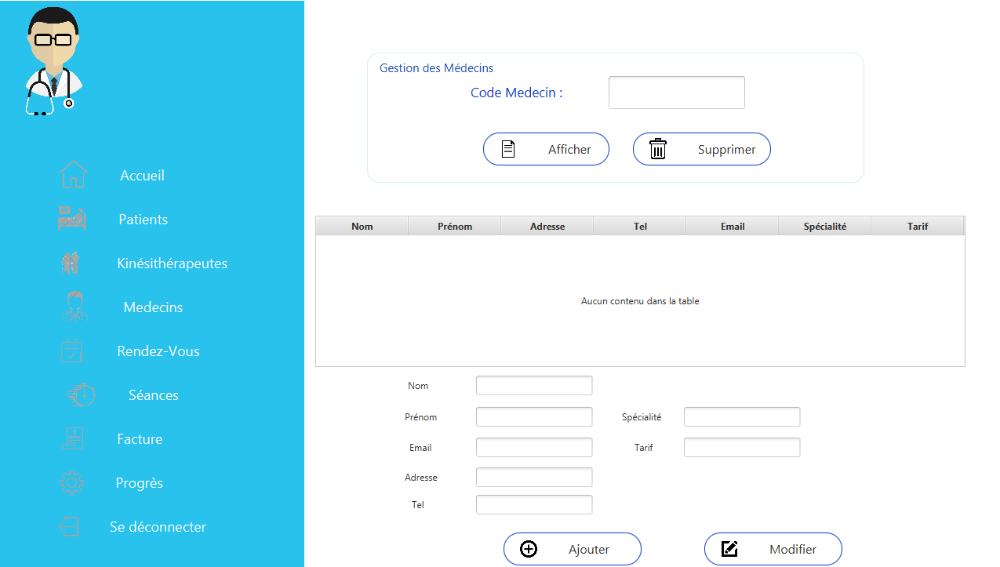 Accueil
Patients
Kinésithérapeutes
Medecins
Rendez-Vous
Séances
Facture
Progrès
Se déconnecter
Gestion des Médecins
Code Medecin :
Afficher Supprimer
Nom Prénom Adresse Tel Email Spécialité Tarif
Aucun contenu dans la table
Nom
Prénom Spécialité
Email Tarif
Adresse
Tel
Ajouter Modifier